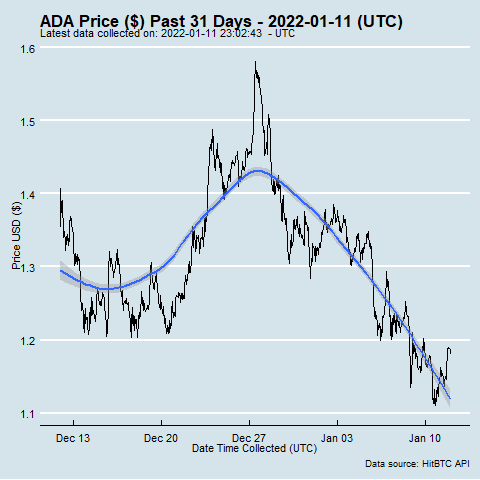 ADA Price ($) Past 31 Days - 2022-01-11 (UTC)
Latest data collected on: 2022-01-11 23:02:43  - UTC
1.6
1.5
1.4
1.3
1.2
1.1
Price USD ($)
Dec 13 Dec 20 Dec 27 Jan 03 Jan 10
Date Time Collected (UTC)
Data source: HitBTC API